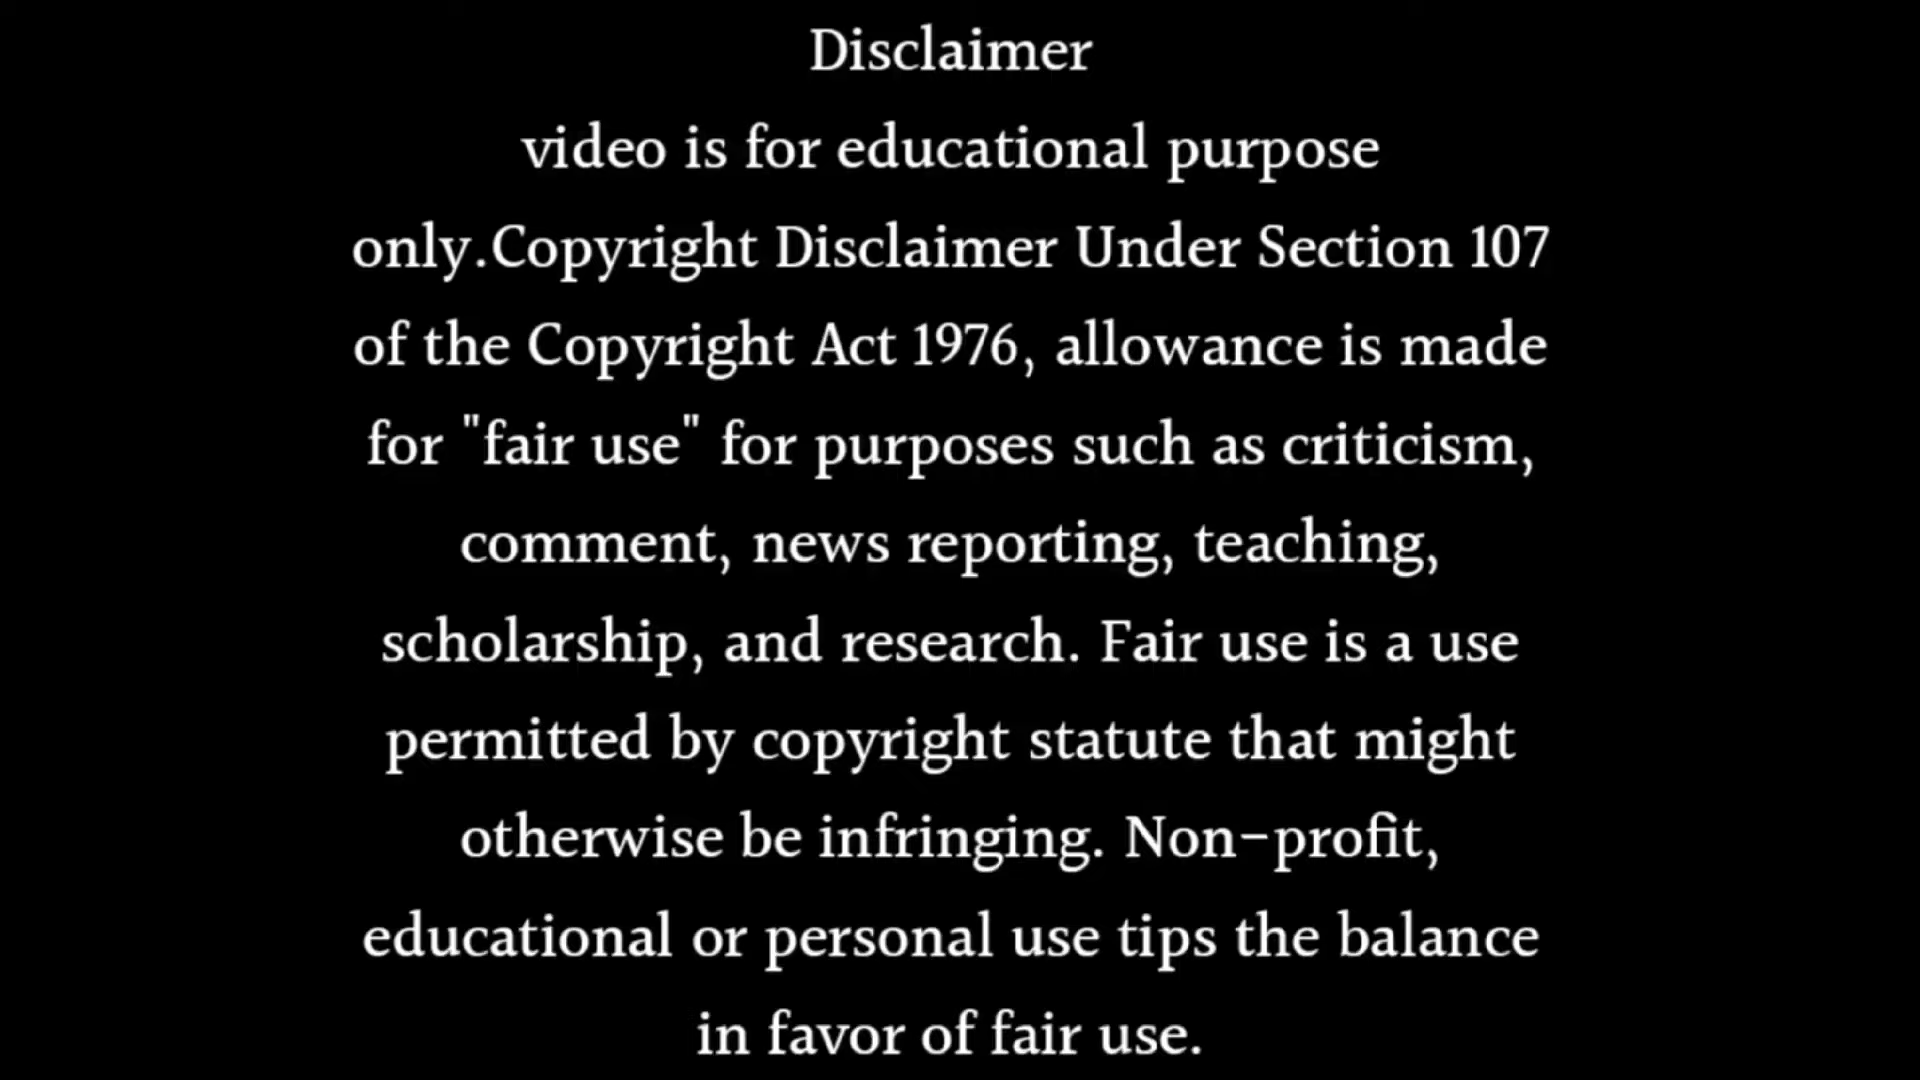 Disclaimer
video is for educational purpose
only.Copyright Disclaimer Under Section 107
of the Copyright Act 1976, allowance is made
for "fair use" for purposes such as criticism,
comment, news reporting, teaching,
scholarship, and research. Fair use is a use
permitted by copyright statute that might
otherwise be infringing. Non-profit,
educational or personal use tips the balance
in favor of fair use.